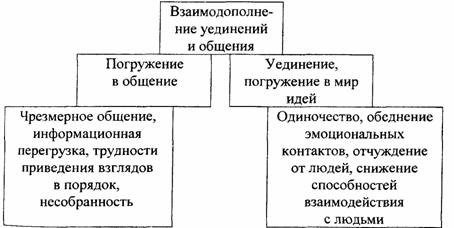 Взаимодополне-
ние уединений
и общения
Погружение
в общение
Уединение,
погружение в мир
идей
Чрезмерное общение,
информационная
перегрузка, трудности
приведения взглядов
в порядок,
несобранность
Одиночество, обеднение
эмоциональных
контактов, отчуждение
от людей, снижение
способностей
взаимодействия
с людьми